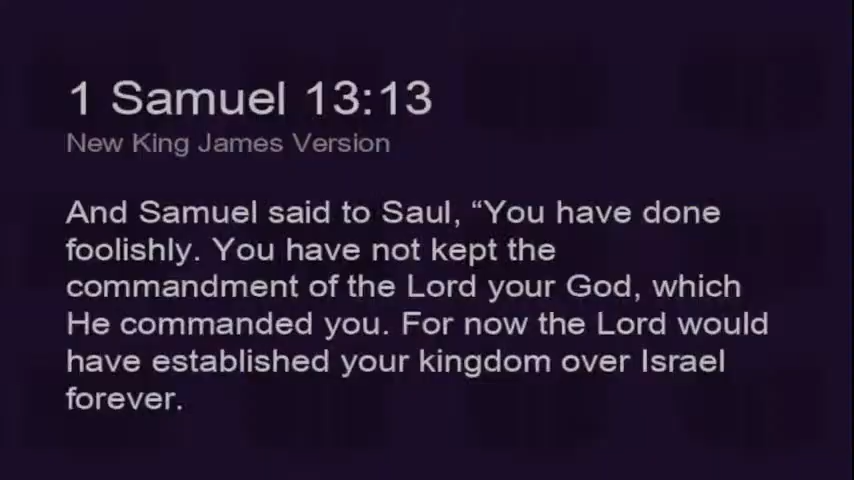 1 Samuel 13:13
New King James Version
And Samuel said to Saul, “You have done
foolishly. You have not kept the
commandment of the Lord your God, which
He commanded you. For now the Lord would
have established your kingdom over Israel
forever.